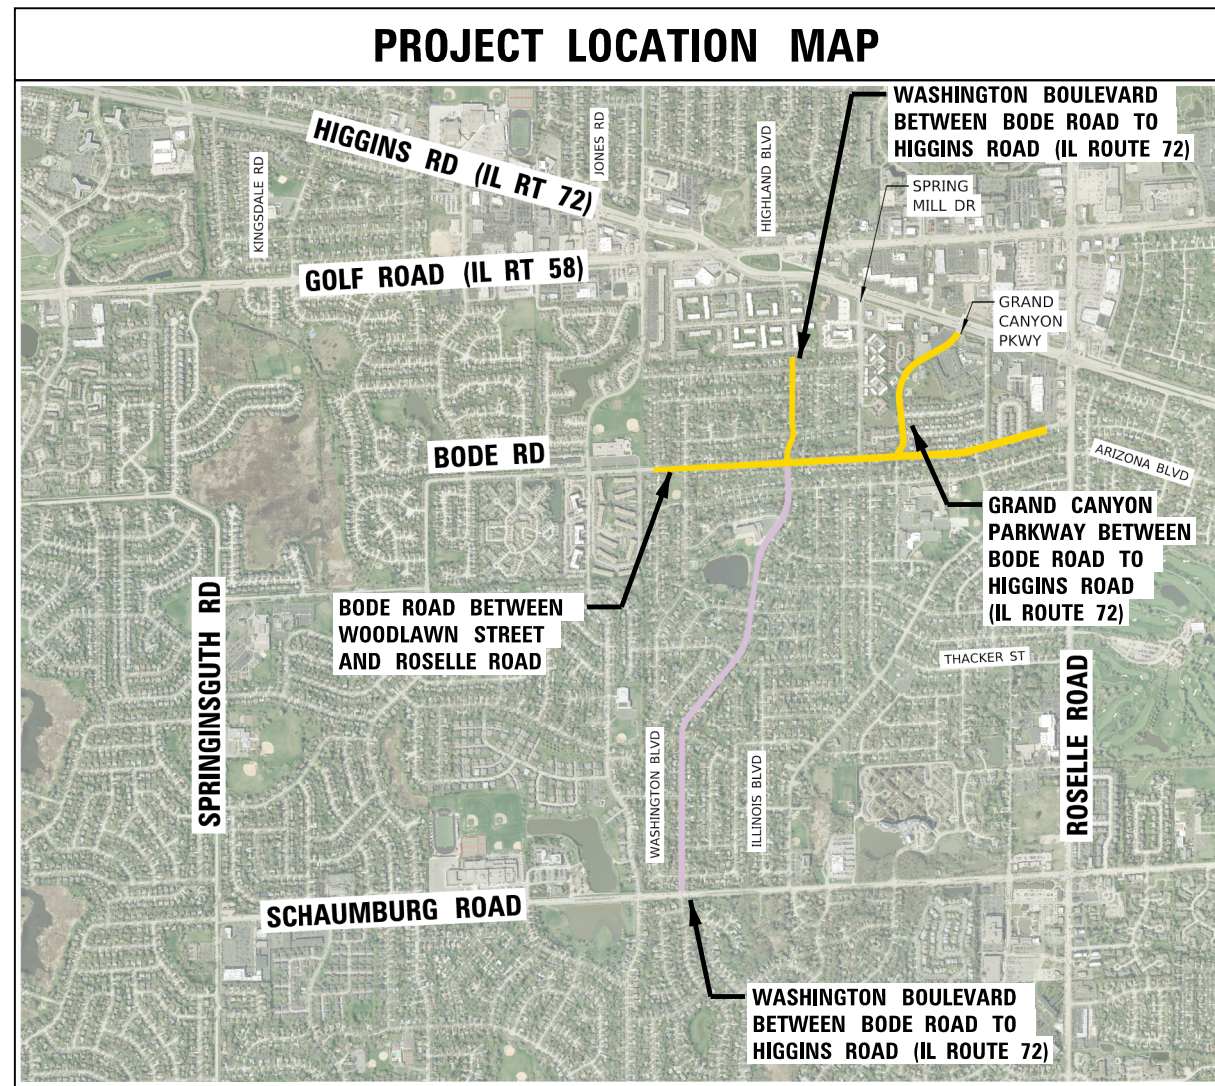 PROJECT LOCATION MAP
WASHINGTON BOULEVARD
BETWEEN BODE ROAD TO
HIGGINS ROAD (IL ROUTE 72)
HIGGINS RD (IL RT 72)
JONES RD
HIGHLAND BLVD
KINGSDALE RD
SPRING
MILL DR
GOLF ROAD (IL RT 58)
GRAND
CANYON
PKWY
BODE RD
ARIZONA BLVD
GRAND CANYON
PARKWAY BETWEEN
BODE ROAD TO
HIGGINS ROAD
(IL ROUTE 72)
BODE ROAD BETWEEN
WOODLAWN STREET
AND ROSELLE ROAD
SPRINGINSGUTH RD
THACKER ST
ROSELLE ROAD
WASHINGTON BLVD
ILLINOIS BLVD
SCHAUMBURG ROAD
WASHINGTON BOULEVARD
BETWEEN BODE ROAD TO
HIGGINS ROAD (IL ROUTE 72)